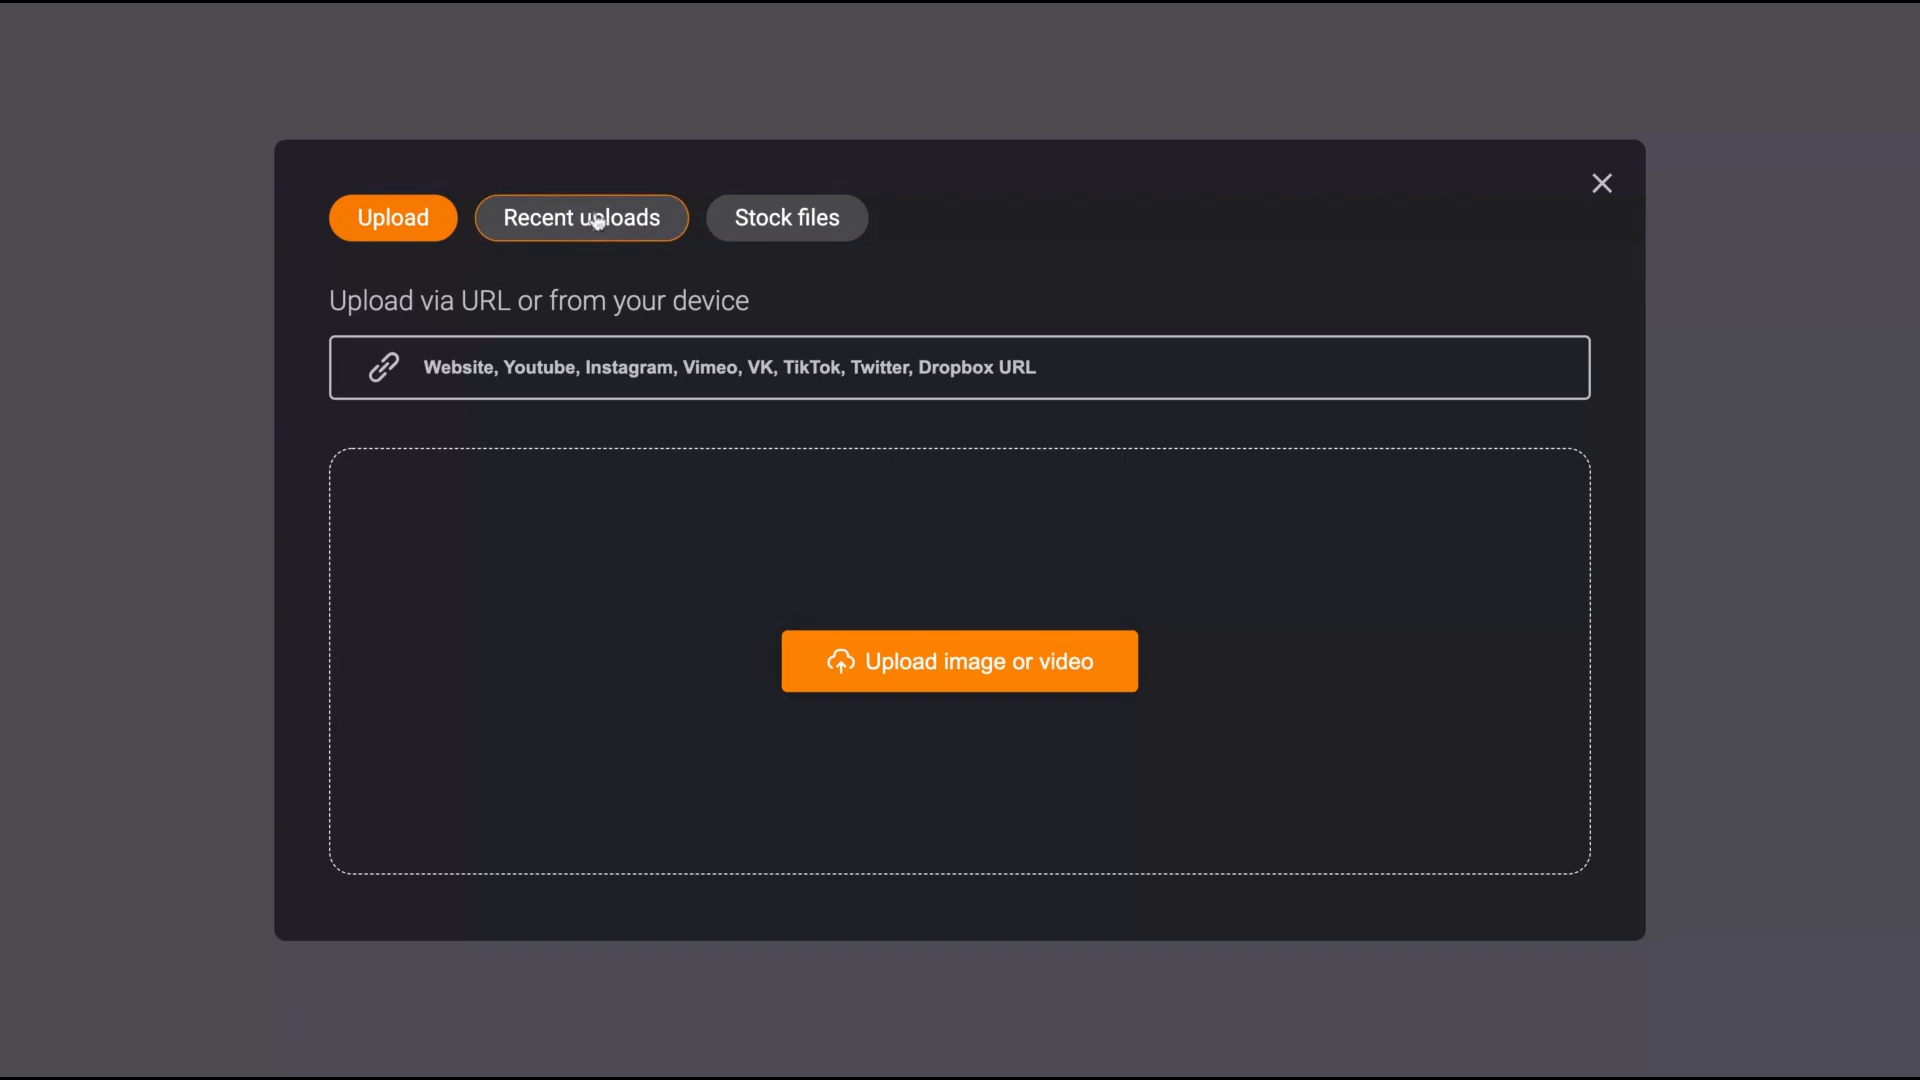 Upload
Recent uploads
Stock files
Upload via URL or from your device
Website, Youtube, Instagram, Vimeo, VK, TikTok, Twitter, Dropbox URL
Upload image or video